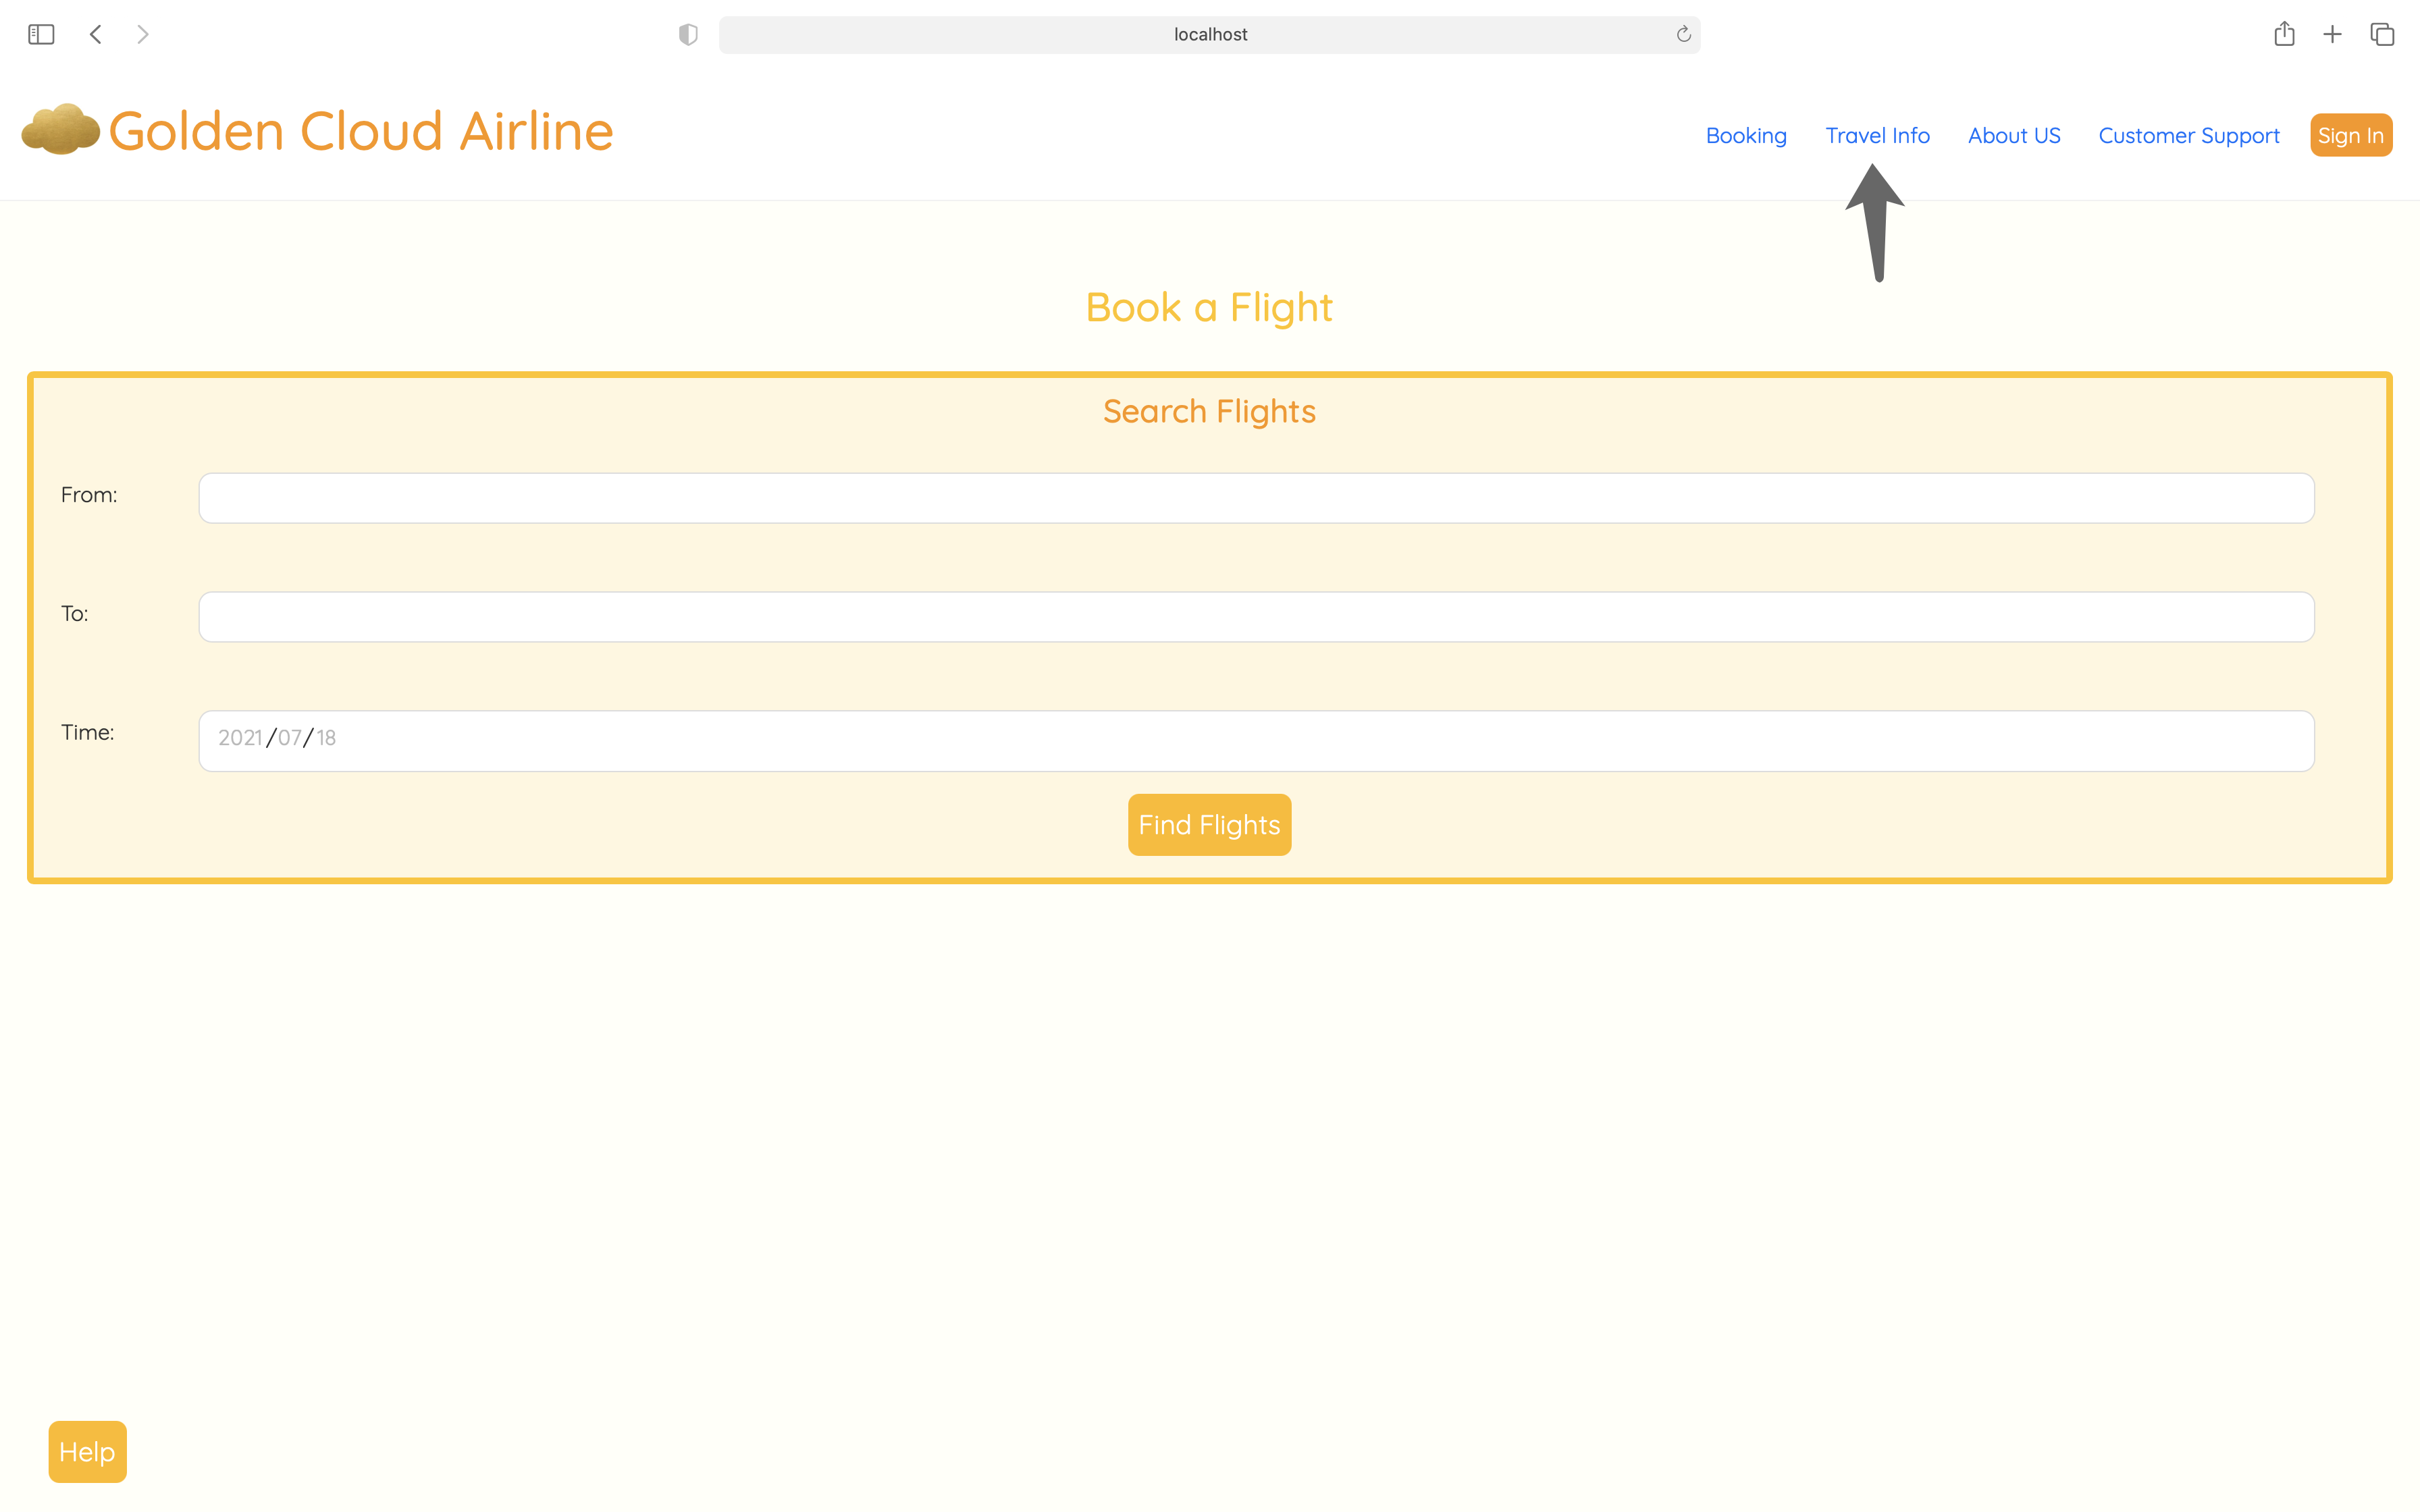 localhost
Golden Cloud Airline
Booking Travel Info About US Customer Support Sign In
Book a Flight
Search Flights
From:
To:
Time: 2021/07/18
Find Flights
Help